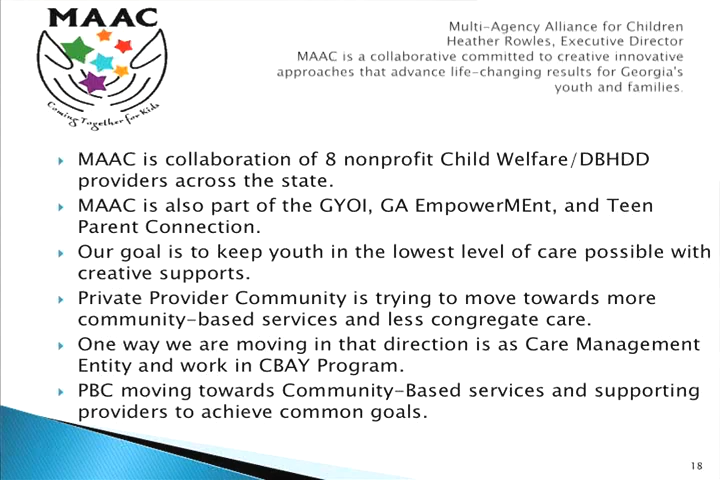 MAAC
Coming Together for Kids
Multi-Agency Alliance for Children
Heather Rowles, Executive Director
MAAC is a collaborative committed to creative innovative
approaches that advance life-changing results for Georgia's
youth and families.
MAAC is collaboration of 8 nonprofit Child Welfare/DBHDD
providers across the state.
MAAC is also part of the GYOI, GA EmpowerMEnt, and Teen
Parent Connection.
Our goal is to keep youth in the lowest level of care possible with
creative supports.
Private Provider Community is trying to move towards more
community-based services and less congregate care.
One way we are moving in that direction is as Care Management
Entity and work in CBAY Program.
PBC moving towards Community-Based services and supporting
providers to achieve common goals.
18